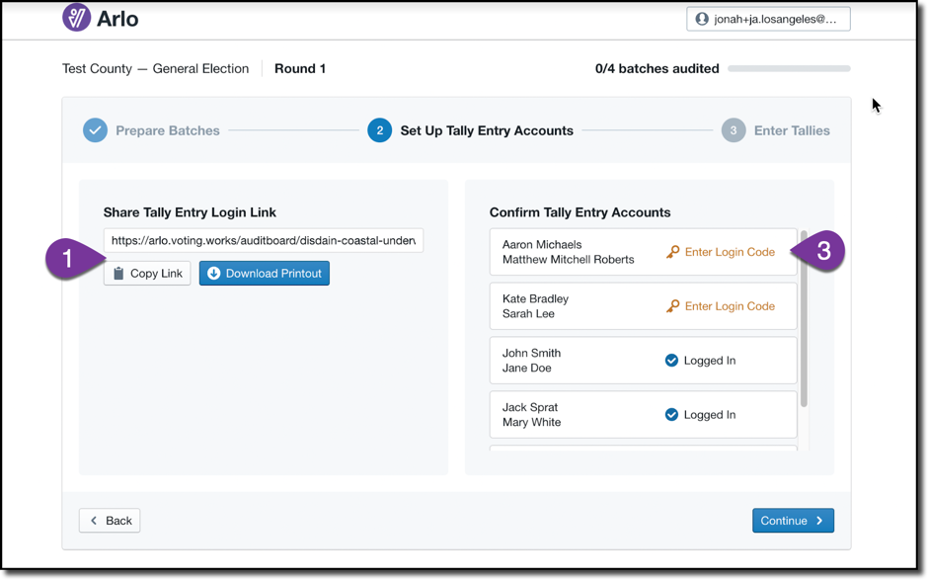 Arlo
jonah+ja.losangeles@...
Test County — General Election
Round 1
0/4 batches audited
Prepare Batches
2
Set Up Tally Entry Accounts
3
Enter Tallies
Share Tally Entry Login Link
https://arlo.voting.works/auditboard/disdain-coastal-under
1
Copy Link
Download Printout
Confirm Tally Entry Accounts
Aaron Michaels
Matthew Mitchell Roberts
Enter Login Code
3
Kate Bradley
Sarah Lee
Enter Login Code
John Smith
Jane Doe
Logged In
Jack Sprat
Mary White
Logged In
Back
Continue